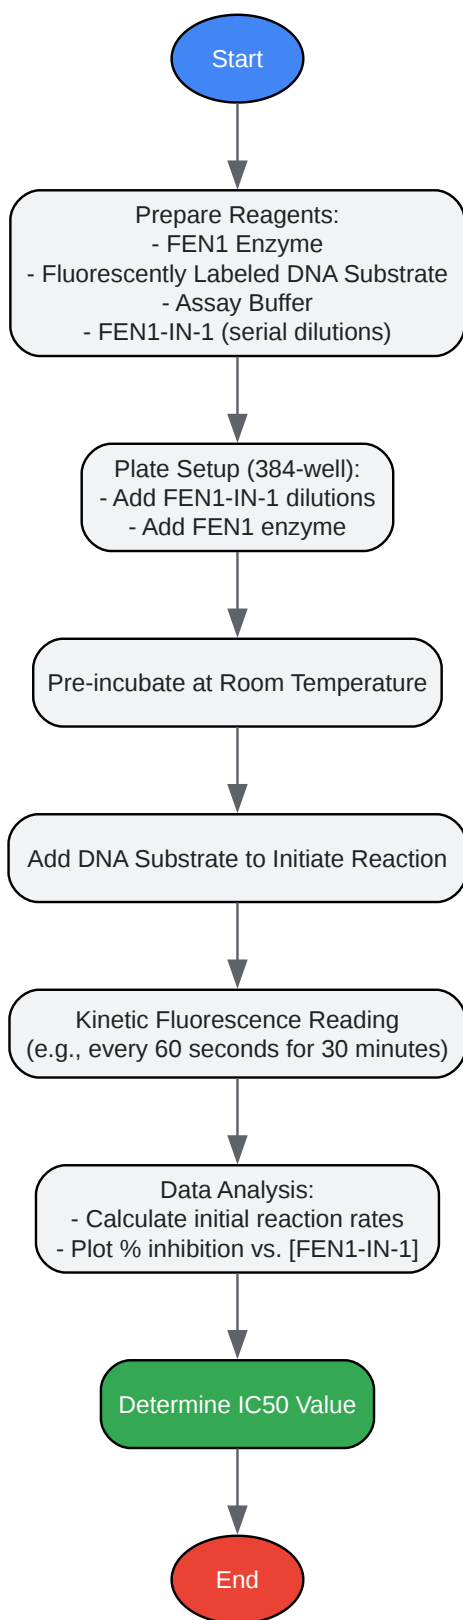 Start
Prepare Reagents:
- FEN1 Enzyme
- Fluorescently Labeled DNA Substrate
- Assay Buffer
- FEN1-IN-1 (serial dilutions)
Plate Setup (384-well):
- Add FEN1-IN-1 dilutions
- Add FEN1 enzyme
Pre-incubate at Room Temperature
Add DNA Substrate to Initiate Reaction
Kinetic Fluorescence Reading
(e.g., every 60 seconds for 30 minutes)
Data Analysis:
- Calculate initial reaction rates
- Plot % inhibition vs. [FEN1-IN-1]
Determine IC50 Value
End